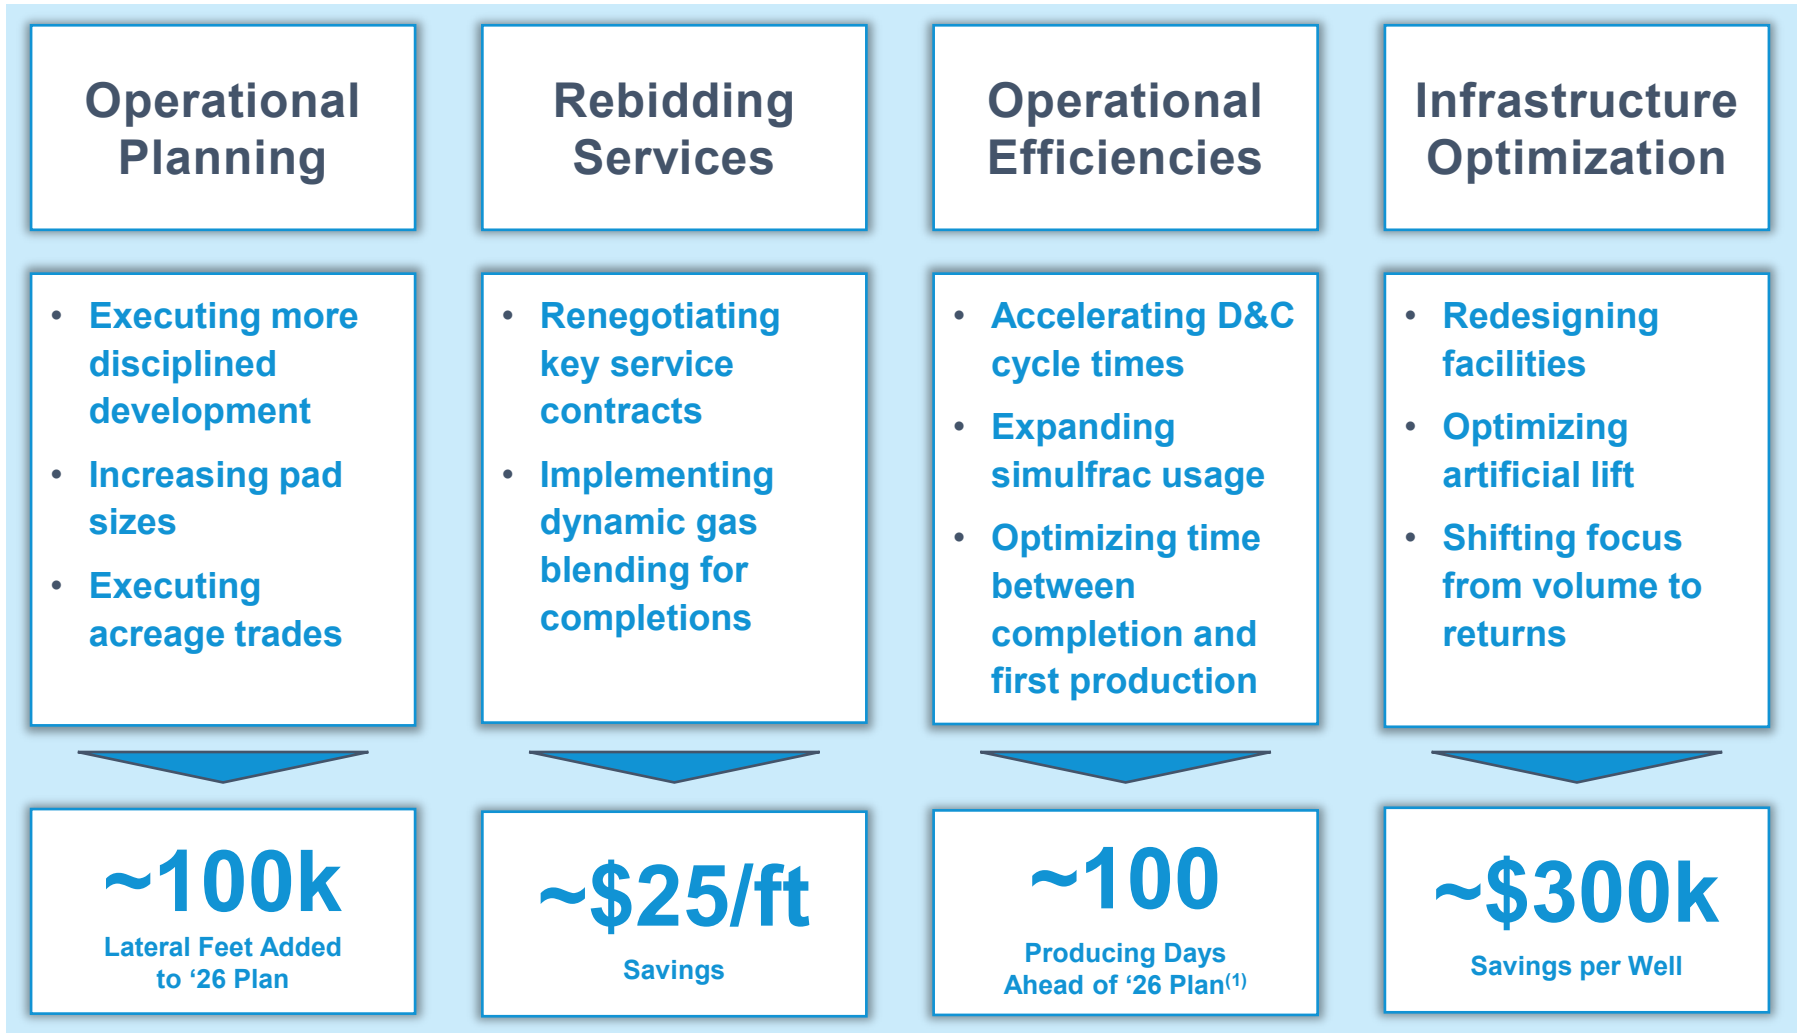 Operational
Planning
Rebidding
Services
Operational
Efficiencies
Infrastructure
Optimization
• Executing more
disciplined
development
• Increasing pad
sizes
• Executing
acreage trades
• Renegotiating
key service
contracts
• Implementing
dynamic gas
blending for
completions
• Accelerating D&C
cycle times
• Expanding
simulfrac usage
• Optimizing time
between
completion and
first production
• Redesigning
facilities
• Optimizing
artificial lift
• Shifting focus
from volume to
returns
~100k
Lateral Feet Added
to ‘26 Plan
~$25/ft
Savings
~100
Producing Days
Ahead of ‘26 Plan(1)
~$300k
Savings per Well